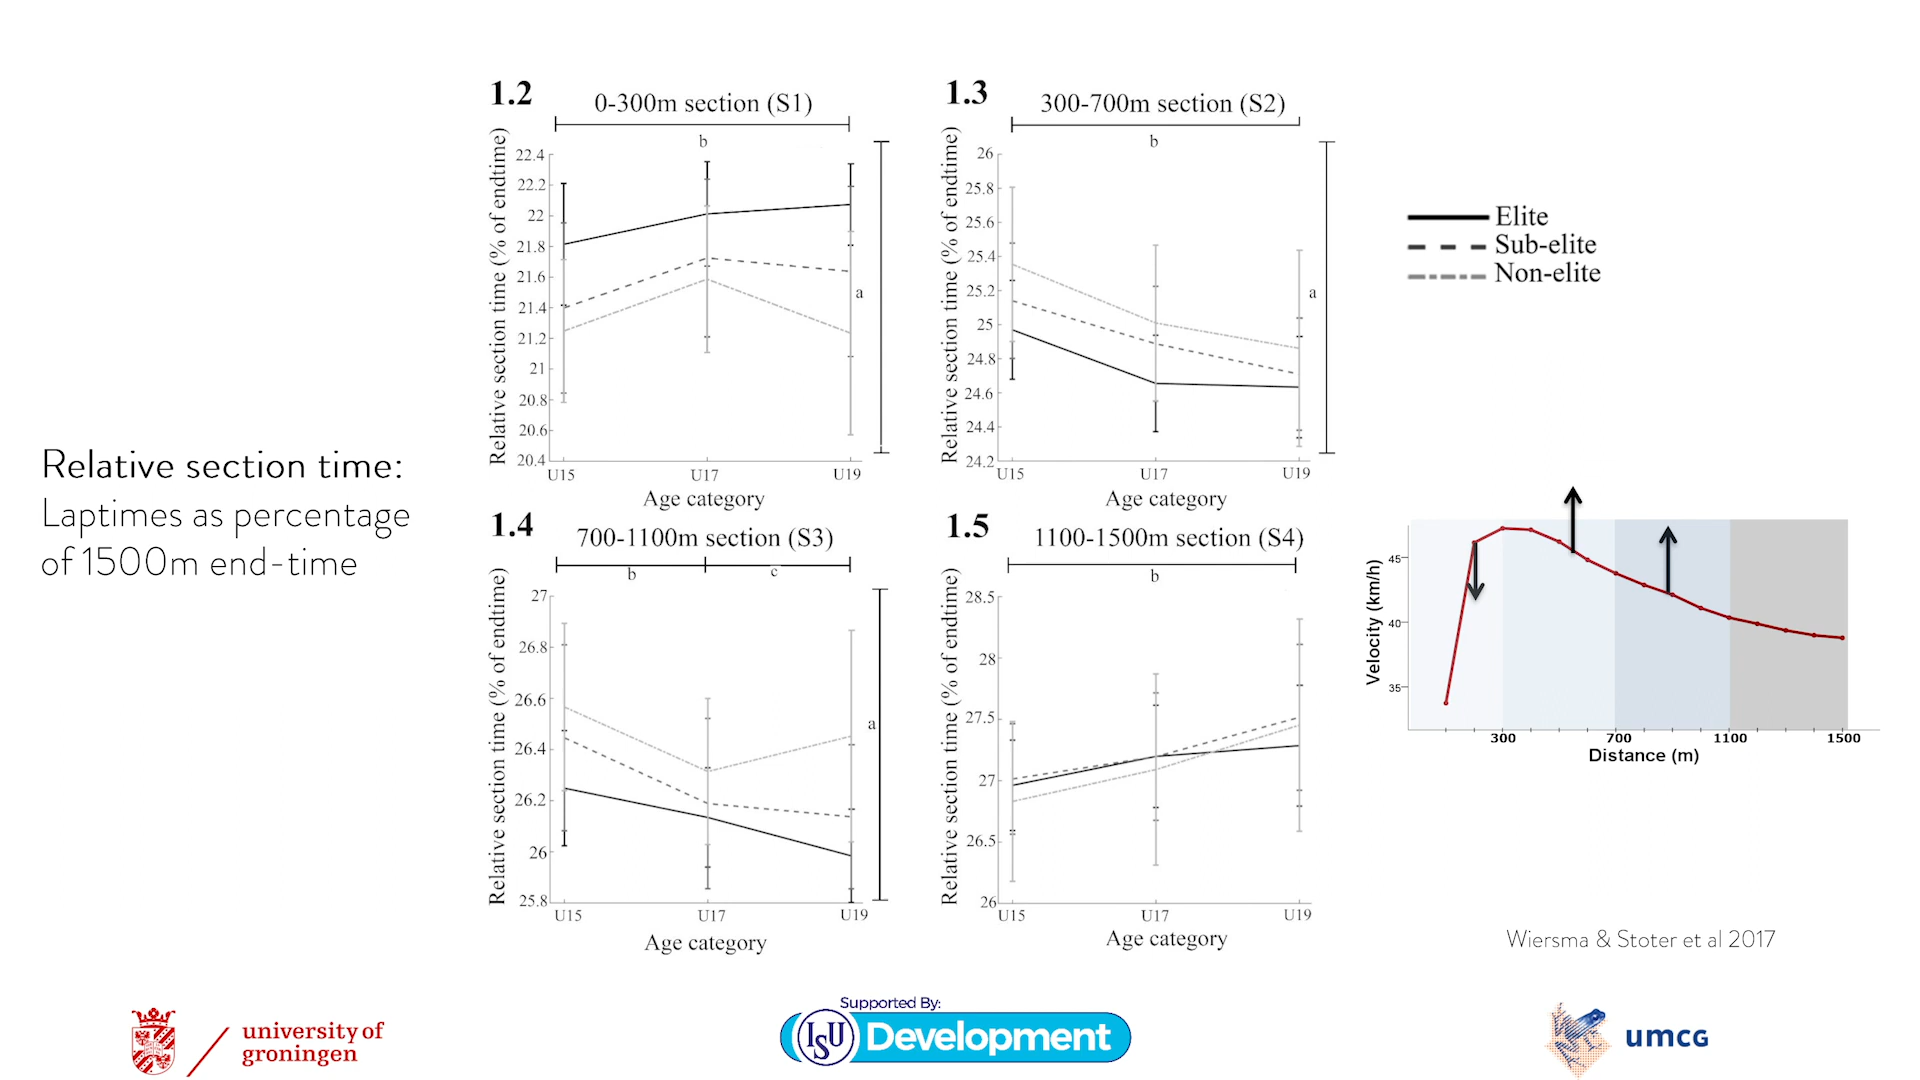 Relative section time:
Laptimes as percentage
of 1500m end-time
1.2
0-300m section (S1)
b
Relative section time (% of endtime)
22.4
22.2
22
21.8
21.6
21.4
21.2
21
20.8
20.6
20.4
a
U15
U17
U19
Age category
1.3
300-700m section (S2)
b
Relative section time (% of endtime)
26
25.8
25.6
25.4
25.2
25
24.8
24.6
24.4
24.2
a
U15
U17
U19
Age category
Elite
Sub-elite
Non-elite
1.4
700-1100m section (S3)
b
c
Relative section time (% of endtime)
27
26.8
26.6
26.4
26.2
26
25.8
a
U15
U17
U19
Age category
1.5
1100-1500m section (S4)
b
Relative section time (% of endtime)
28.5
28
27.5
27
26.5
26
U15
U17
U19
Age category
Velocity (km/h)
45
40
35
300
700
1100
1500
Distance (m)
Wiersma & Stoter et al 2017
university of
groningen
Supported By:
ISU
Development
umcg